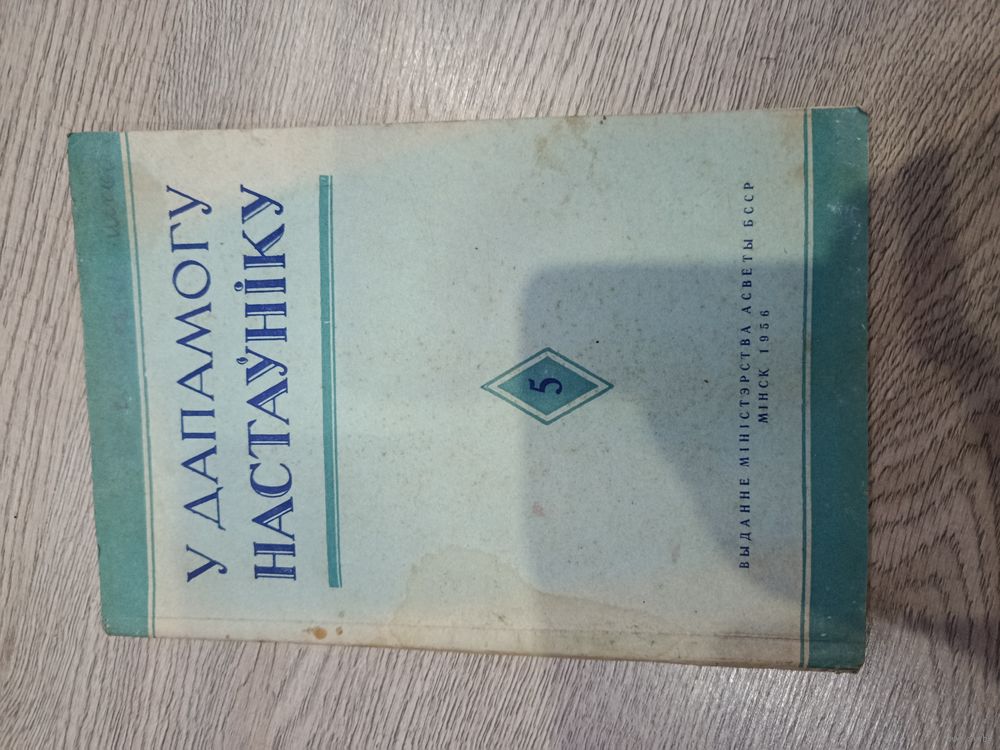 У ДАПАМОГУ
НАСТАЎНІКУ
5
ВЫДАННЕ МІНІСТЭРСТВА АСВЕТЫ БССР
МІНСК 1956